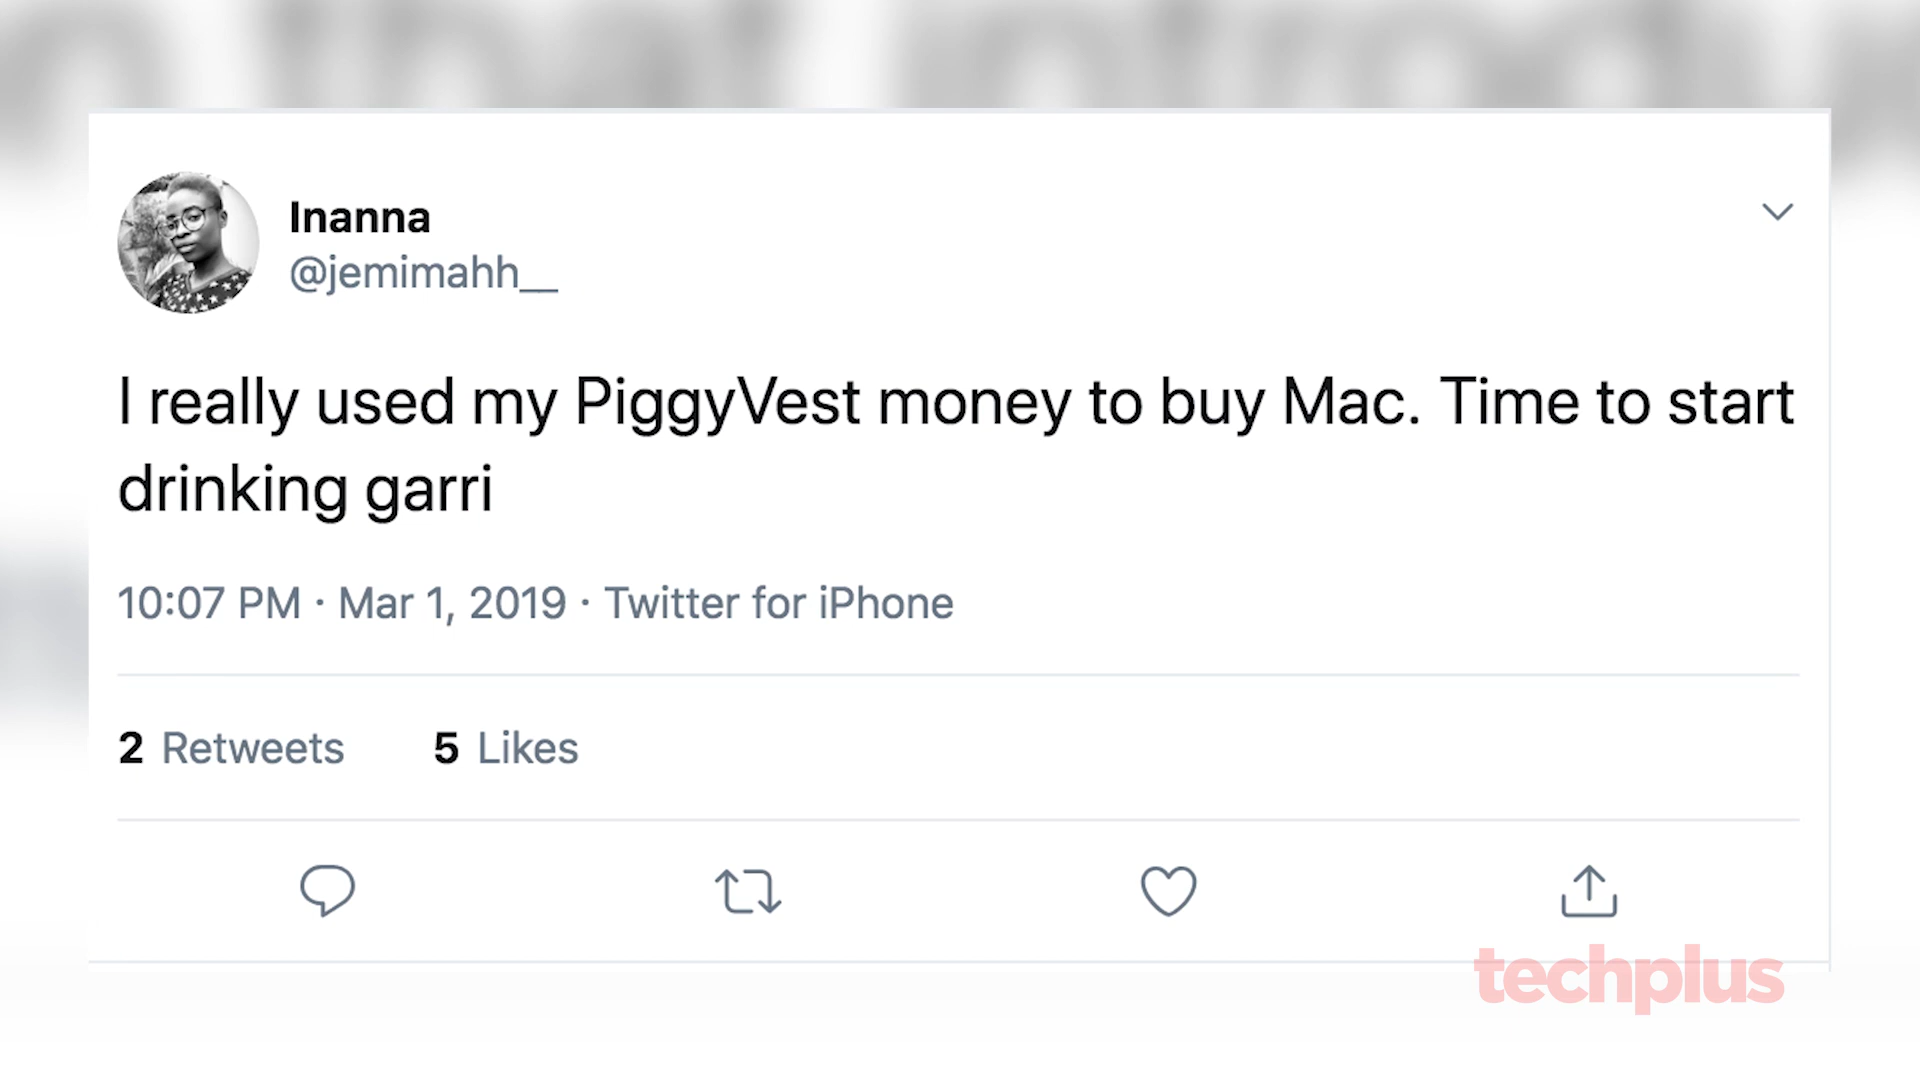 Inanna
@jemimahh__
I really used my PiggyVest money to buy Mac. Time to start
drinking garri
10:07 PM · Mar 1, 2019 · Twitter for iPhone
2 Retweets 5 Likes
techplus